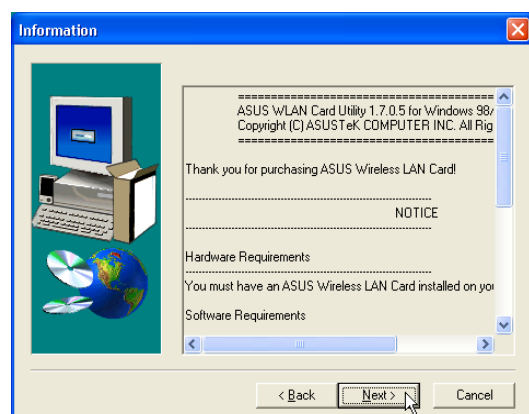 Information
============================================
ASUS WLAN Card Utility 1.7.0.5 for Windows 98/
Copyright (C) ASUSTeK COMPUTER INC. All Rig
============================================
Thank you for purchasing ASUS Wireless LAN Card!
------------------------------------------------------------
NOTICE
------------------------------------------------------------
Hardware Requirements
------------------------------------------------------------
You must have an ASUS Wireless LAN Card installed on you
Software Requirements
< Back Next > Cancel